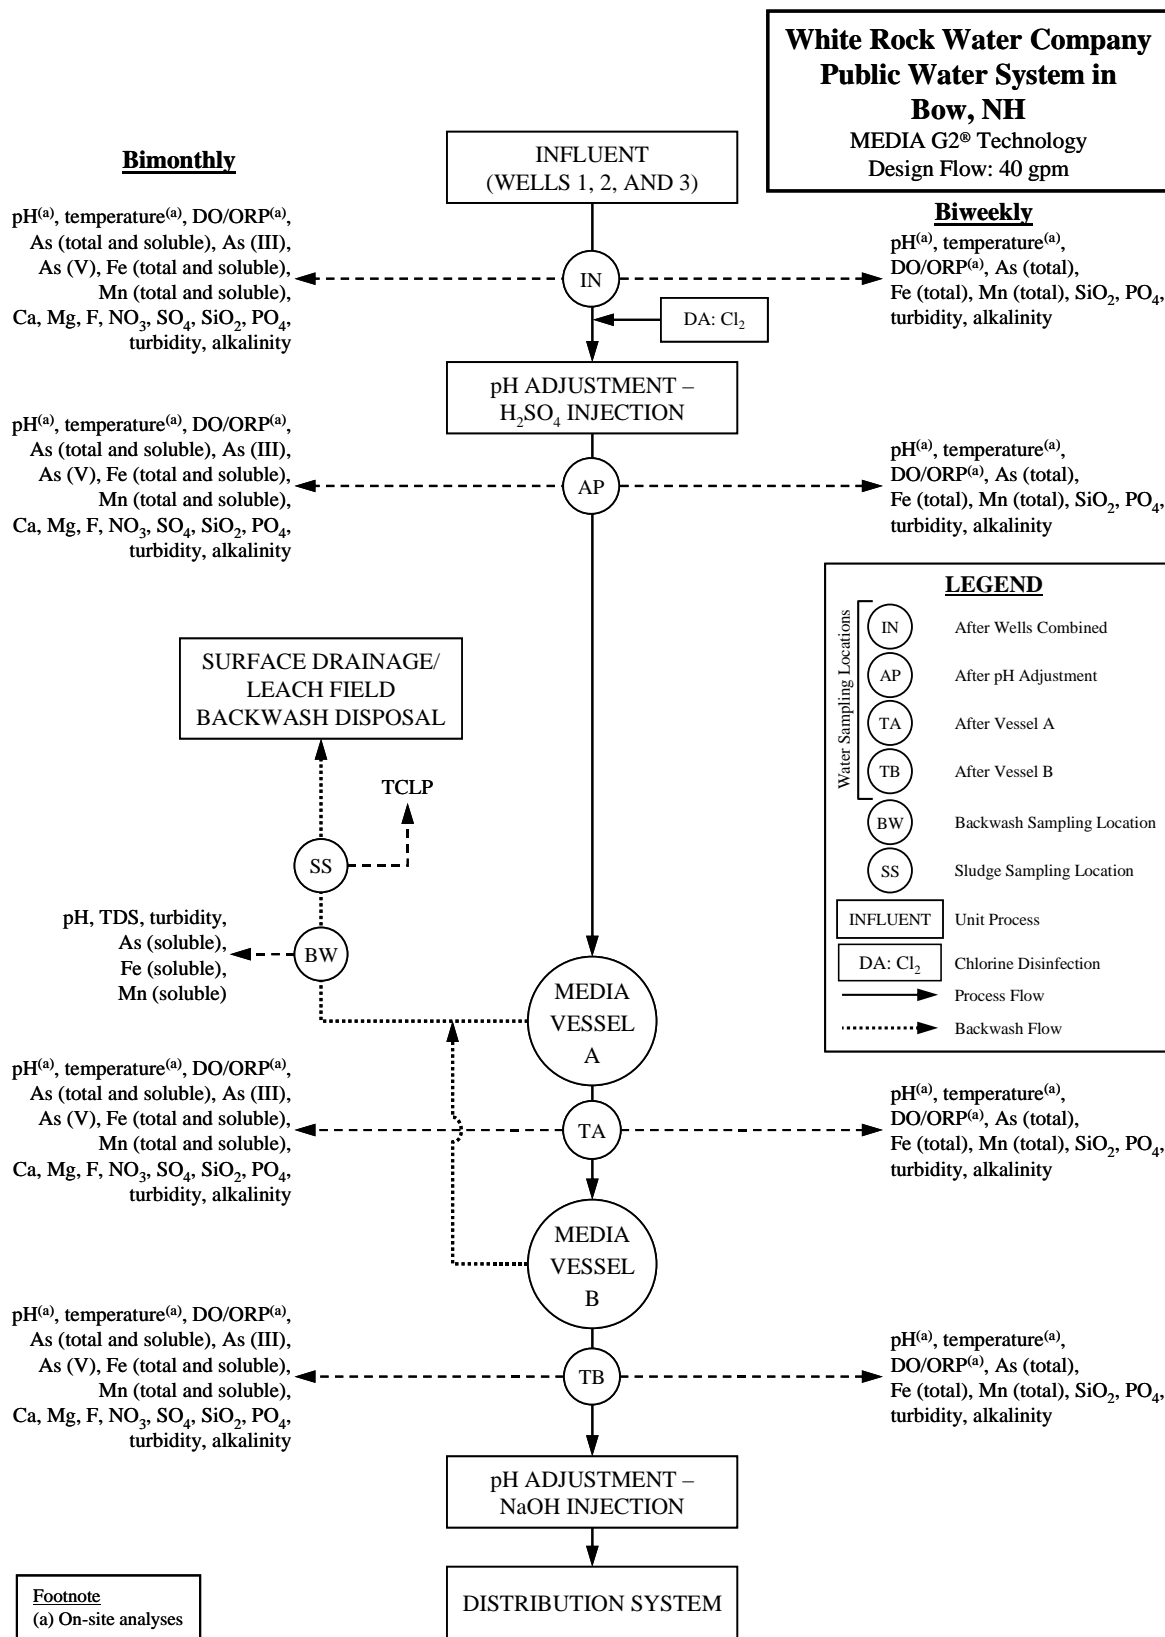 White Rock Water Company
Public Water System in
Bow, NH
MEDIA G2® Technology
Design Flow: 40 gpm
Bimonthly
INFLUENT
(WELLS 1, 2, AND 3)
Biweekly
pH(a), temperature(a), DO/ORP(a),
As (total and soluble), As (III),
As (V), Fe (total and soluble),
Mn (total and soluble),
Ca, Mg, F, NO3, SO4, SiO2, PO4,
turbidity, alkalinity
IN
pH(a), temperature(a),
DO/ORP(a), As (total),
Fe (total), Mn (total), SiO2, PO4,
turbidity, alkalinity
DA: Cl2
pH ADJUSTMENT –
H2SO4 INJECTION
pH(a), temperature(a), DO/ORP(a),
As (total and soluble), As (III),
As (V), Fe (total and soluble),
Mn (total and soluble),
Ca, Mg, F, NO3, SO4, SiO2, PO4,
turbidity, alkalinity
AP
pH(a), temperature(a),
DO/ORP(a), As (total),
Fe (total), Mn (total), SiO2, PO4,
turbidity, alkalinity
LEGEND
Water Sampling Locations
IN After Wells Combined
AP After pH Adjustment
TA After Vessel A
TB After Vessel B
BW Backwash Sampling Location
SS Sludge Sampling Location
INFLUENT Unit Process
DA: Cl2 Chlorine Disinfection
Process Flow
Backwash Flow
SURFACE DRAINAGE/
LEACH FIELD
BACKWASH DISPOSAL
TCLP
SS
pH, TDS, turbidity,
As (soluble),
Fe (soluble),
Mn (soluble)
BW
MEDIA
VESSEL
A
pH(a), temperature(a), DO/ORP(a),
As (total and soluble), As (III),
As (V), Fe (total and soluble),
Mn (total and soluble),
Ca, Mg, F, NO3, SO4, SiO2, PO4,
turbidity, alkalinity
TA
pH(a), temperature(a),
DO/ORP(a), As (total),
Fe (total), Mn (total), SiO2, PO4,
turbidity, alkalinity
MEDIA
VESSEL
B
pH(a), temperature(a), DO/ORP(a),
As (total and soluble), As (III),
As (V), Fe (total and soluble),
Mn (total and soluble),
Ca, Mg, F, NO3, SO4, SiO2, PO4,
turbidity, alkalinity
TB
pH(a), temperature(a),
DO/ORP(a), As (total),
Fe (total), Mn (total), SiO2, PO4,
turbidity, alkalinity
pH ADJUSTMENT –
NaOH INJECTION
DISTRIBUTION SYSTEM
Footnote
(a) On-site analyses